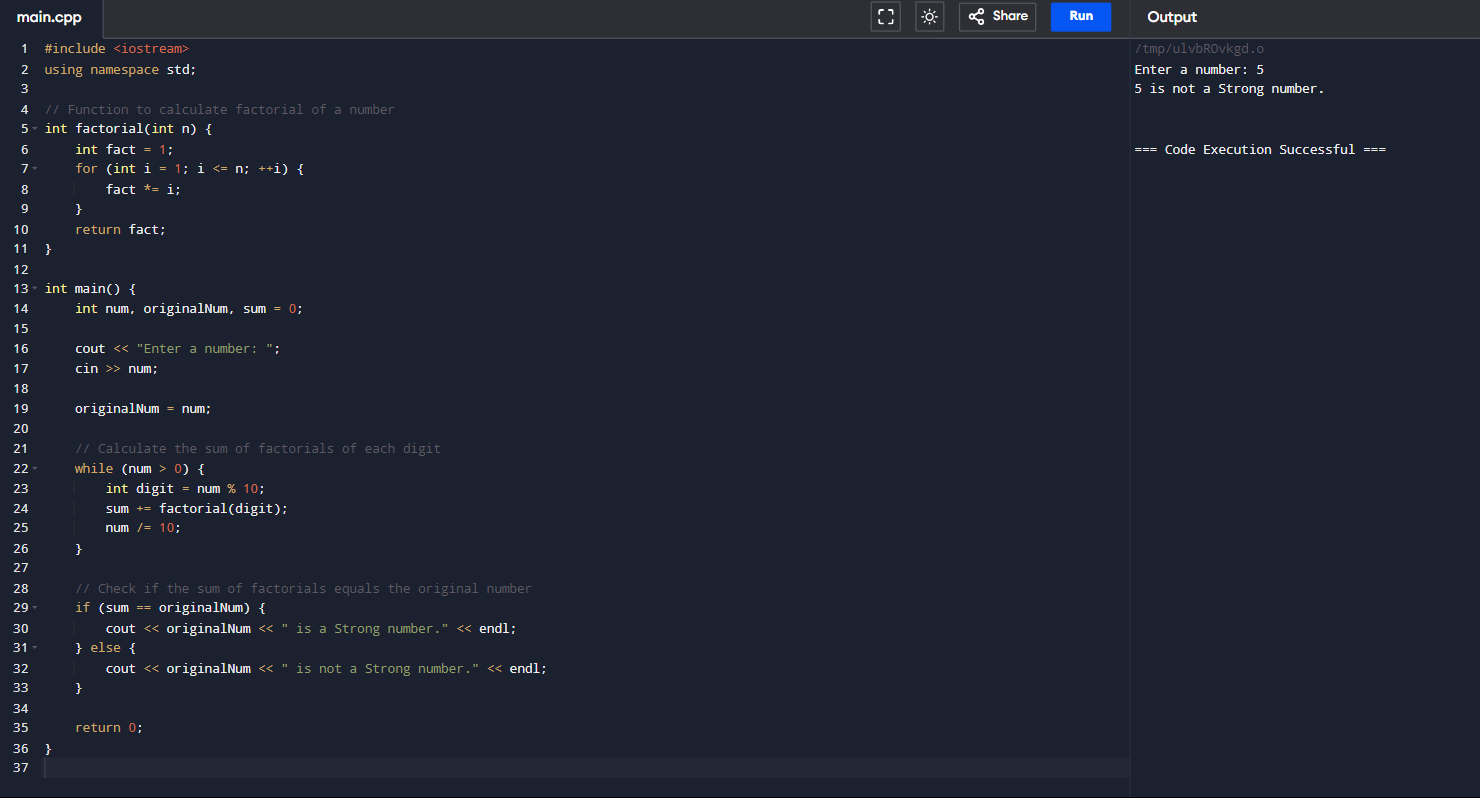 main.cpp
Share
Run
Output
1 #include <iostream>
2 using namespace std;
3
4 // Function to calculate factorial of a number
5 int factorial(int n) {
6     int fact = 1;
7     for (int i = 1; i <= n; ++i) {
8         fact *= i;
9     }
10     return fact;
11 }
12
13 int main() {
14     int num, originalNum, sum = 0;
15
16     cout << "Enter a number: ";
17     cin >> num;
18
19     originalNum = num;
20
21     // Calculate the sum of factorials of each digit
22     while (num > 0) {
23         int digit = num % 10;
24         sum += factorial(digit);
25         num /= 10;
26     }
27
28     // Check if the sum of factorials equals the original number
29     if (sum == originalNum) {
30         cout << originalNum << " is a Strong number." << endl;
31     } else {
32         cout << originalNum << " is not a Strong number." << endl;
33     }
34
35     return 0;
36 }
37
/tmp/ulvbROvkgd.o
Enter a number: 5
5 is not a Strong number.
=== Code Execution Successful ===